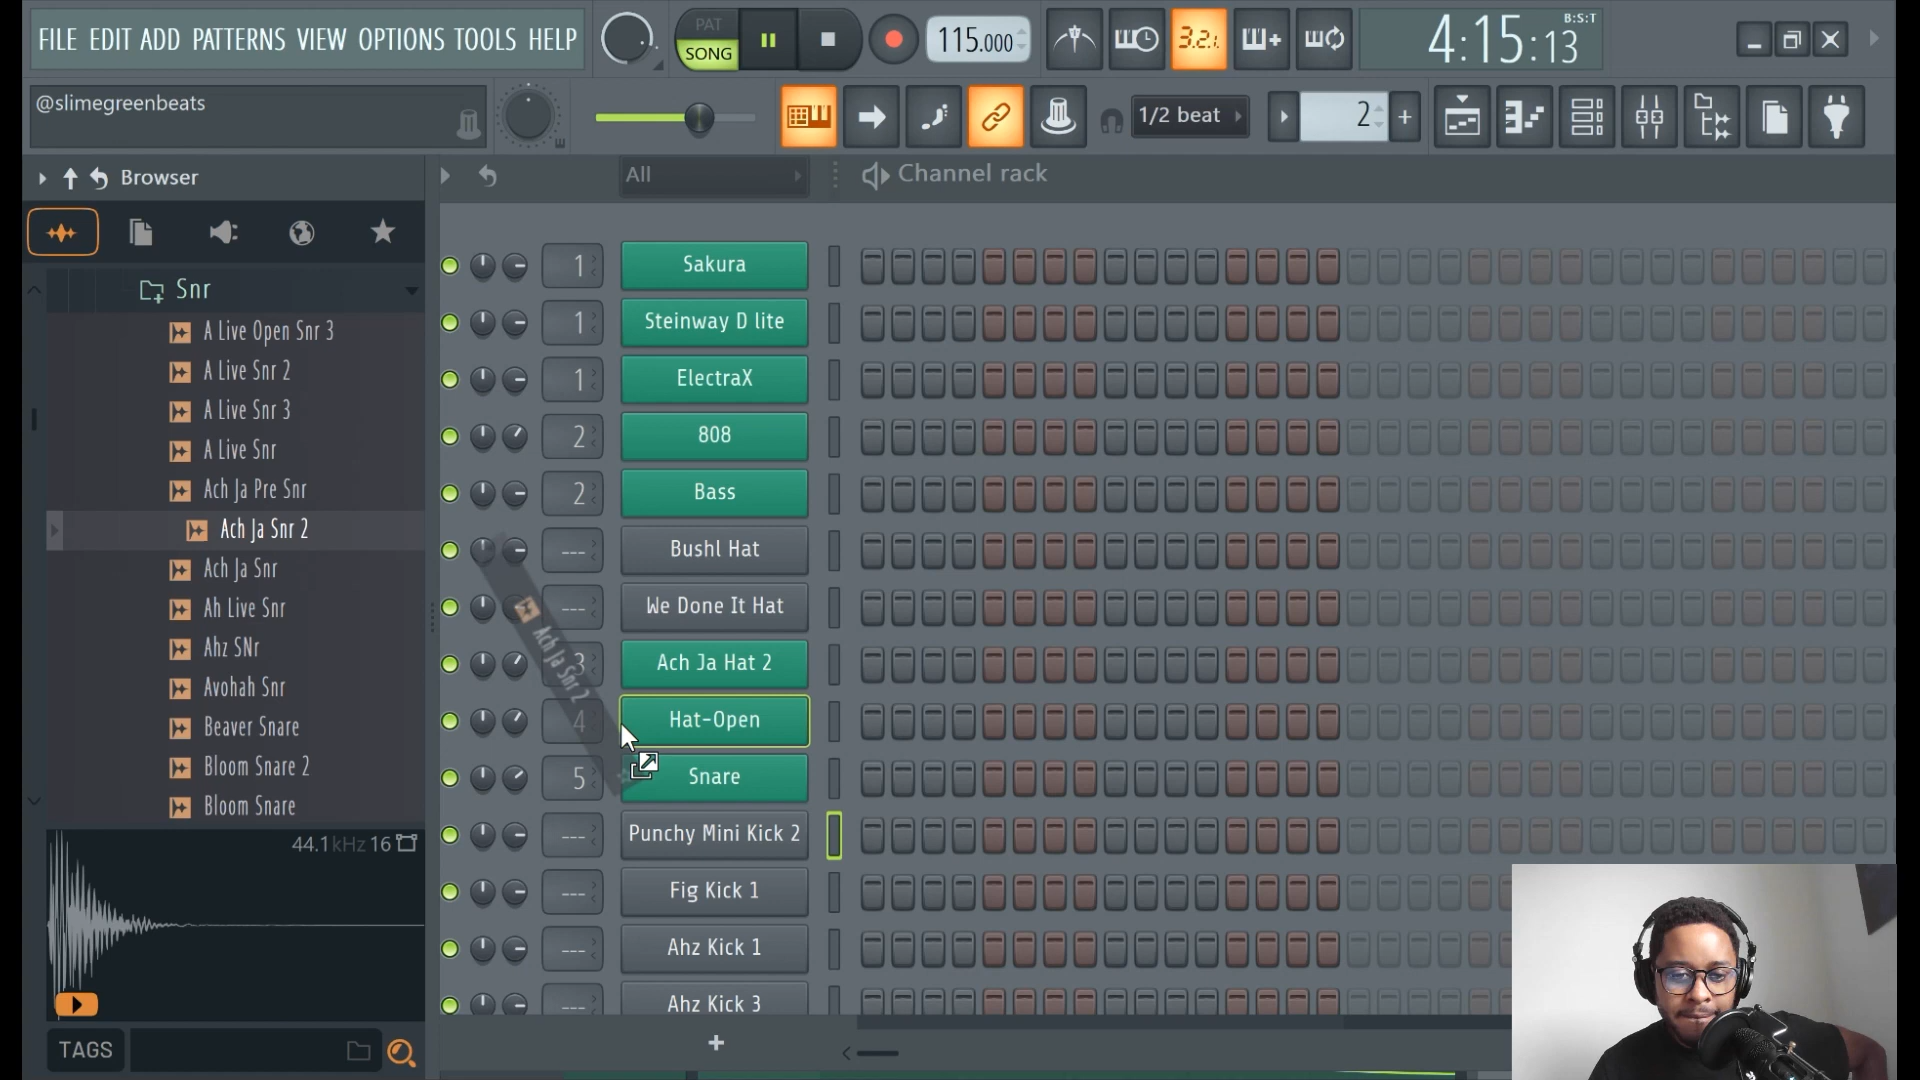 FILE EDIT ADD PATTERNS VIEW OPTIONS TOOLS HELP
PAT
SONG
115.000
3.2.1
B:S:T
4:15:13
@slimegreenbeats
1/2 beat
2
+
Browser
All
Channel rack
Snr
A Live Open Snr 3
A Live Snr 2
A Live Snr 3
A Live Snr
Ach Ja Pre Snr
Ach Ja Snr 2
Ach Ja Snr
Ah Live Snr
Ahz SNr
Avohah Snr
Beaver Snare
Bloom Snare 2
Bloom Snare
44.1kHz 16
TAGS
1 Sakura
1 Steinway D lite
1 ElectraX
2 808
2 Bass
--- Bushl Hat
--- We Done It Hat
3 Ach Ja Hat 2
4 Hat-Open
5 Snare
--- Punchy Mini Kick 2
--- Fig Kick 1
--- Ahz Kick 1
--- Ahz Kick 3
Ach Ja Snr 2
+